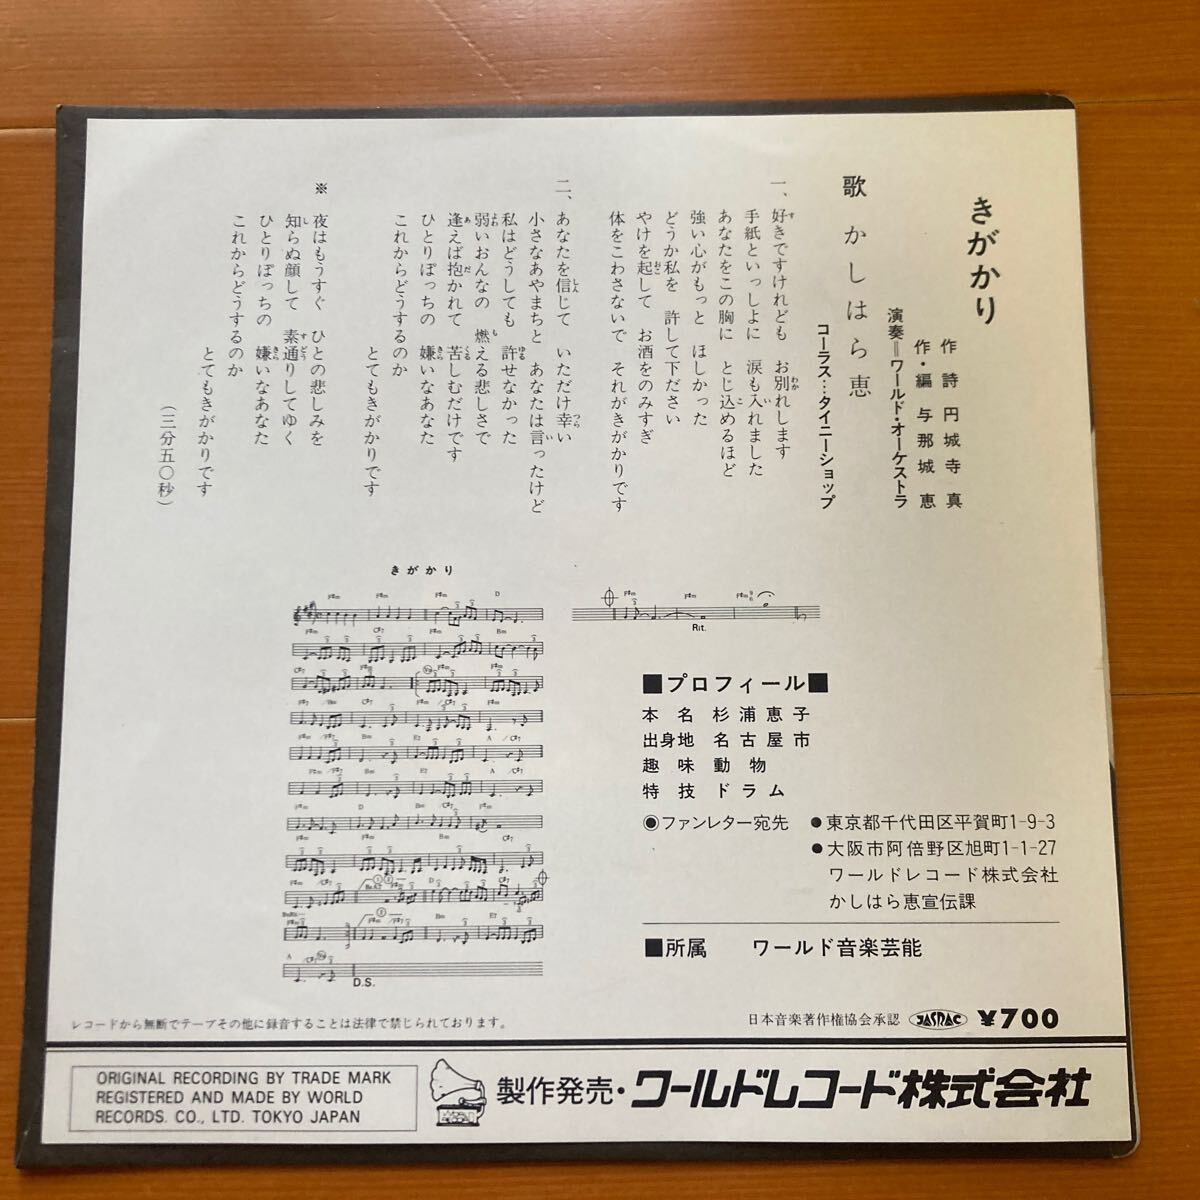 きがかり
作詩 円城寺真
作・編 与那城恵
演奏=ワールド・オーケストラ
歌 かしはら恵
コーラス…タイニーショップ
一、好きですけれども お別れします
手紙といっしょに 涙も入れました
あなたをこの胸に とじ込めるほど
強い心がもっと ほしかった
どうか私を 許して下ださい
やけを起して お酒をのみすぎ
体をこわさないで それがきがかりです
二、あなたを信じて いただけ幸い
小さなあやまちと あなたは言ったけど
私はどうしても 許せなかった
弱いおんなの 燃える悲しさで
逢えば抱かれて 苦しむだけです
ひとりぽっちの 嫌いなあなた
これからどうするのか
とてもきがかりです
※ 夜はもうすぐ ひとの悲しみを
知らぬ顔して 素通りしてゆく
ひとりぽっちの 嫌いなあなた
これからどうするのか
とてもきがかりです
(三分五〇秒)
きがかり
Rit.
D.S.
■プロフィール■
本名 杉浦恵子
出身地 名古屋市
趣味 動物
特技 ドラム
◉ファンレター宛先 ●東京都千代田区平賀町1-9-3
●大阪市阿倍野区旭町1-1-27
ワールドレコード株式会社
かしはら恵宣伝課
■所属 ワールド音楽芸能
レコードから無断でテープその他に録音することは法律で禁じられております。
日本音楽著作権協会承認 JASRAC ¥700
ORIGINAL RECORDING BY TRADE MARK
REGISTERED AND MADE BY WORLD
RECORDS. CO., LTD. TOKYO JAPAN
製作発売・ワールドレコード株式会社